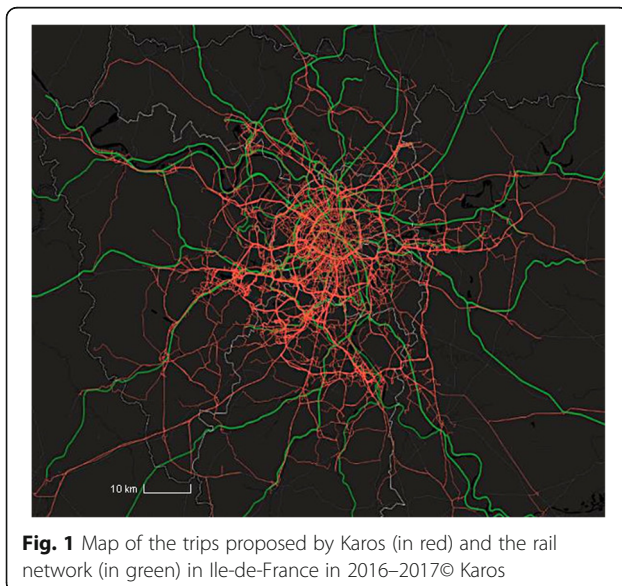 10 km
Fig. 1 Map of the trips proposed by Karos (in red) and the rail
network (in green) in Ile-de-France in 2016–2017© Karos